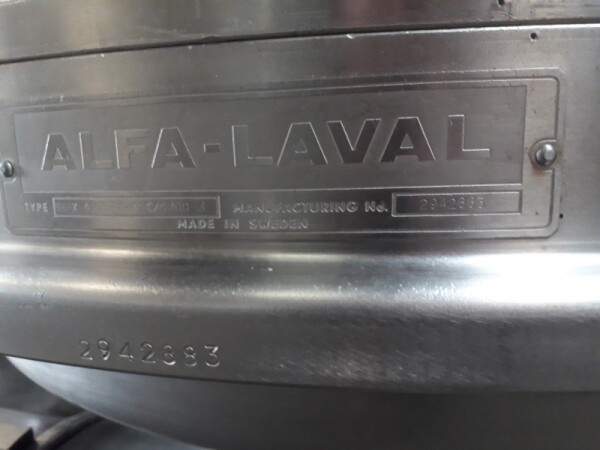 ALFA-LAVAL
TYPE MANUFACTURING No. 2942883
MADE IN SWEDEN
2942883